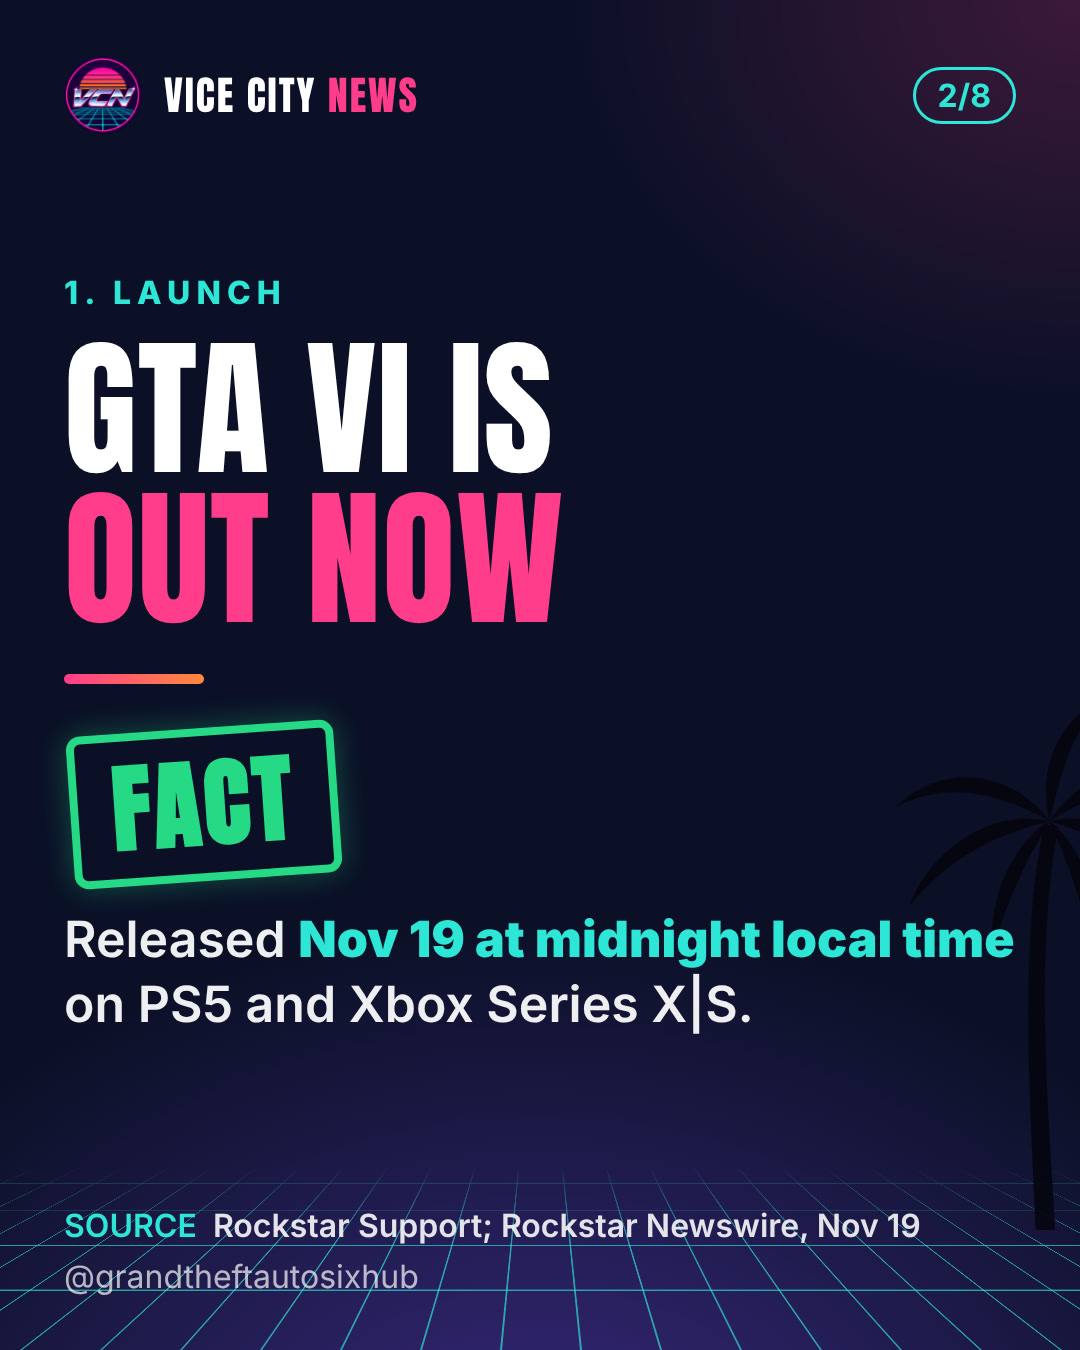 VCN
VICE CITY NEWS
2/8
1. LAUNCH
GTA VI IS
OUT NOW
FACT
Released Nov 19 at midnight local time
on PS5 and Xbox Series X|S.
SOURCE Rockstar Support; Rockstar Newswire, Nov 19
@grandtheftautosixhub